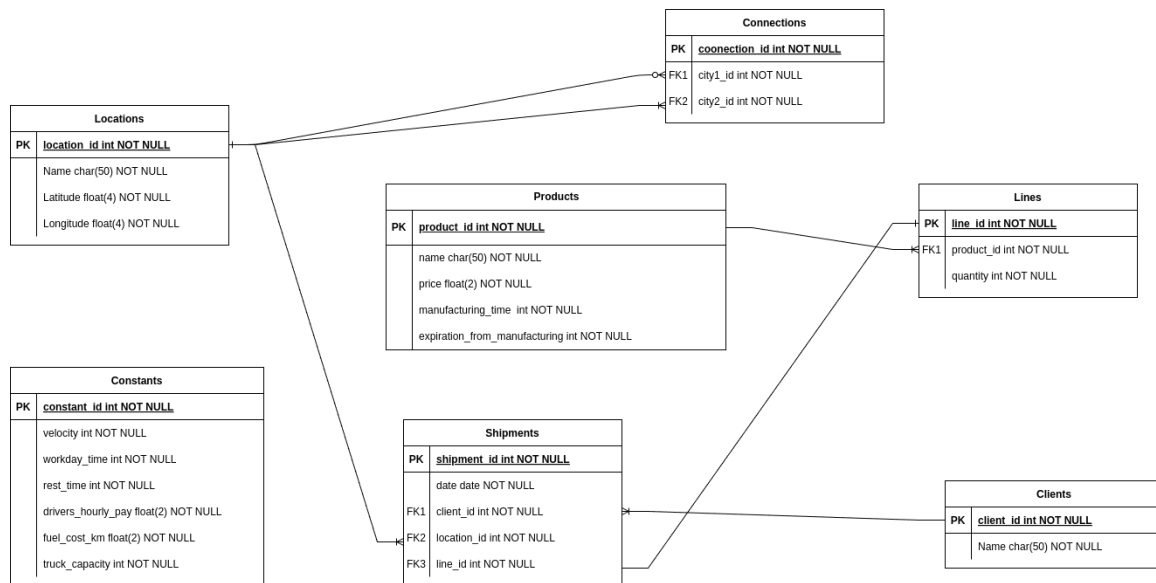 Connections
PK coonection_id int NOT NULL
FK1 city1_id int NOT NULL
FK2 city2_id int NOT NULL
Locations
PK location_id int NOT NULL
Name char(50) NOT NULL
Latitude float(4) NOT NULL
Longitude float(4) NOT NULL
Products
PK product_id int NOT NULL
name char(50) NOT NULL
price float(2) NOT NULL
manufacturing_time int NOT NULL
expiration_from_manufacturing int NOT NULL
Lines
PK line_id int NOT NULL
FK1 product_id int NOT NULL
quantity int NOT NULL
Constants
PK constant_id int NOT NULL
velocity int NOT NULL
workday_time int NOT NULL
rest_time int NOT NULL
drivers_hourly_pay float(2) NOT NULL
fuel_cost_km float(2) NOT NULL
truck_capacity int NOT NULL
Shipments
PK shipment_id int NOT NULL
date date NOT NULL
FK1 client_id int NOT NULL
FK2 location_id int NOT NULL
FK3 line_id int NOT NULL
Clients
PK client_id int NOT NULL
Name char(50) NOT NULL